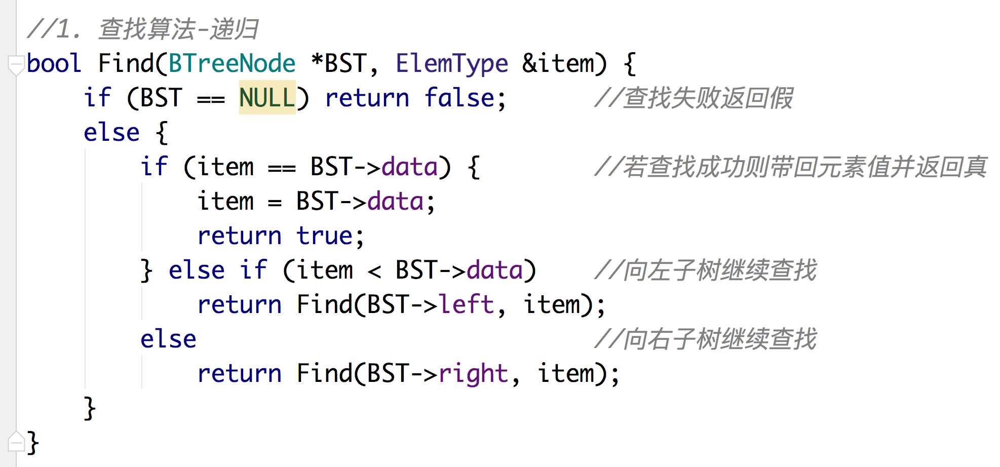 //1. 查找算法-递归
bool Find(BTreeNode *BST, ElemType &item) {
    if (BST == NULL) return false;      //查找失败返回假
    else {
        if (item == BST->data) {        //若查找成功则带回元素值并返回真
            item = BST->data;
            return true;
        } else if (item < BST->data)    //向左子树继续查找
            return Find(BST->left, item);
        else                            //向右子树继续查找
            return Find(BST->right, item);
    }
}